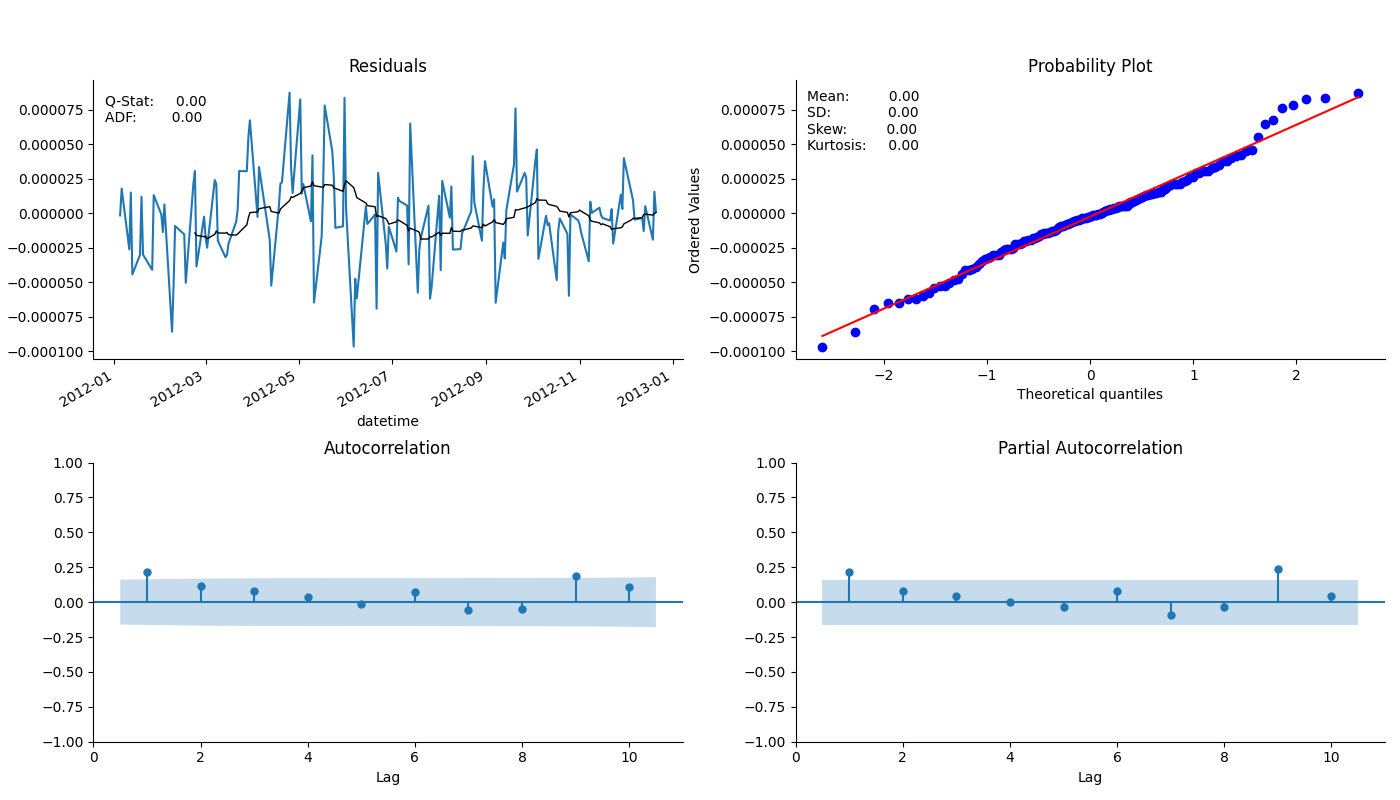 Residuals
Q-Stat: 0.00
ADF: 0.00
0.000075
0.000050
0.000025
0.000000
−0.000025
−0.000050
−0.000075
−0.000100
2012-01 2012-03 2012-05 2012-07 2012-09 2012-11 2013-01
datetime
Probability Plot
Mean: 0.00
SD: 0.00
Skew: 0.00
Kurtosis: 0.00
Ordered Values
0.000075
0.000050
0.000025
0.000000
−0.000025
−0.000050
−0.000075
−0.000100
−2 −1 0 1 2
Theoretical quantiles
Autocorrelation
1.00
0.75
0.50
0.25
0.00
−0.25
−0.50
−0.75
−1.00
0 2 4 6 8 10
Lag
Partial Autocorrelation
1.00
0.75
0.50
0.25
0.00
−0.25
−0.50
−0.75
−1.00
0 2 4 6 8 10
Lag